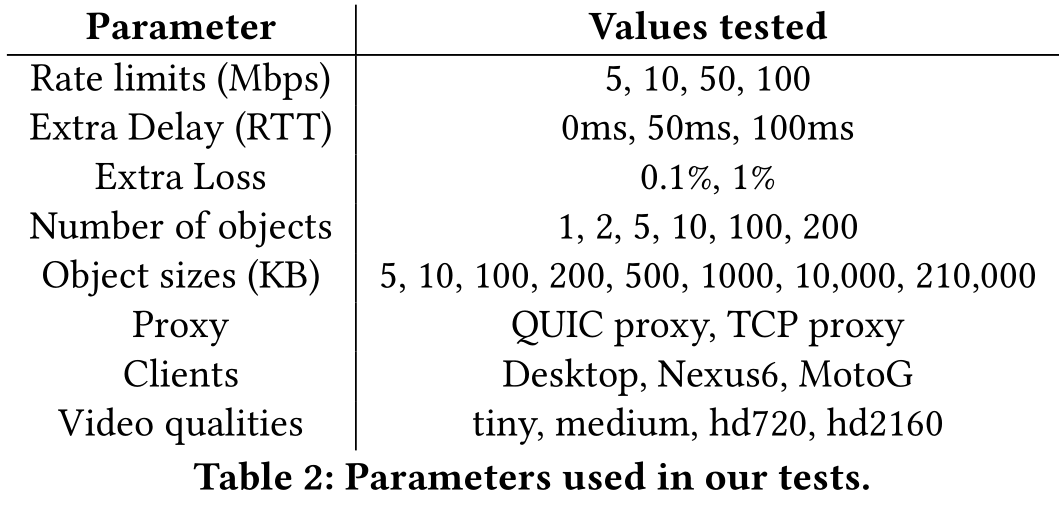 Parameter Values tested
Rate limits (Mbps) 5, 10, 50, 100
Extra Delay (RTT) 0ms, 50ms, 100ms
Extra Loss 0.1%, 1%
Number of objects 1, 2, 5, 10, 100, 200
Object sizes (KB) 5, 10, 100, 200, 500, 1000, 10,000, 210,000
Proxy QUIC proxy, TCP proxy
Clients Desktop, Nexus6, MotoG
Video qualities tiny, medium, hd720, hd2160
Table 2: Parameters used in our tests.